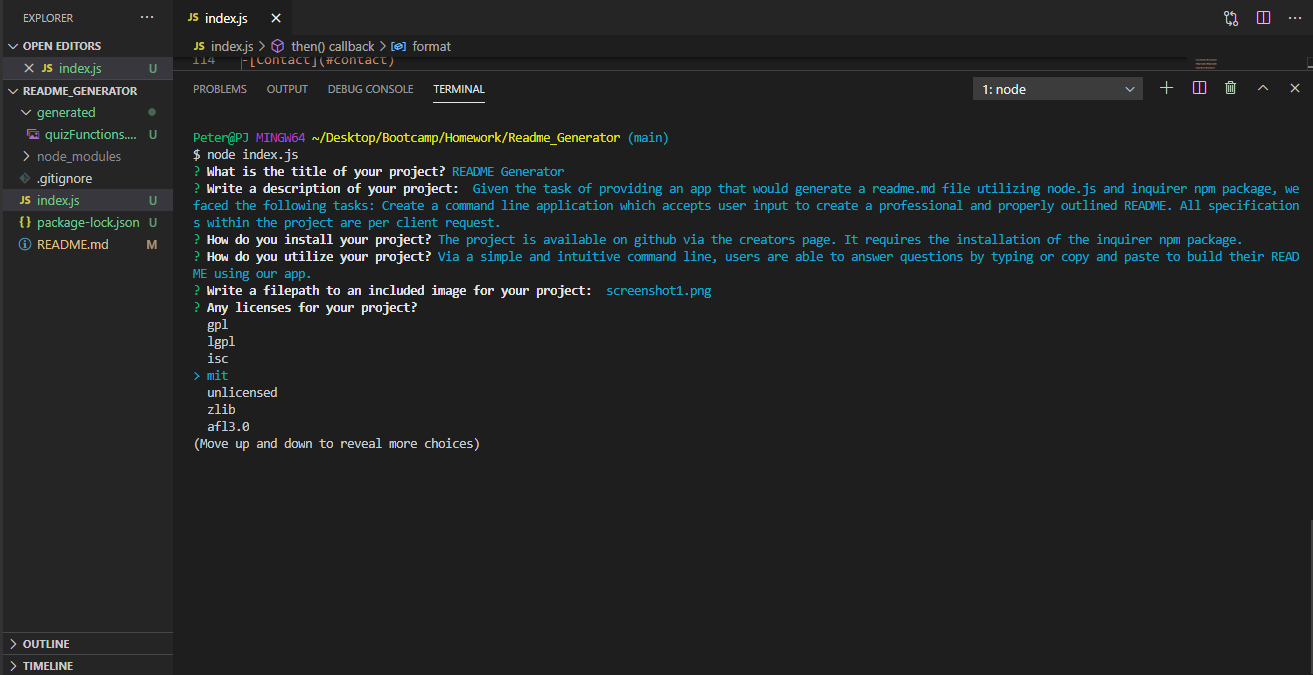 EXPLORER ···
OPEN EDITORS
JS index.js U
README_GENERATOR
generated
quizFunctions.... U
node_modules
.gitignore
JS index.js U
{} package-lock.json U
README.md M
OUTLINE
TIMELINE
JS index.js
JS index.js > then() callback > format
114 -[Contact](#contact)
PROBLEMS OUTPUT DEBUG CONSOLE TERMINAL 1: node
Peter@PJ MINGW64 ~/Desktop/Bootcamp/Homework/Readme_Generator (main)
$ node index.js
? What is the title of your project? README Generator
? Write a description of your project:  Given the task of providing an app that would generate a readme.md file utilizing node.js and inquirer npm package, we
faced the following tasks: Create a command line application which accepts user input to create a professional and properly outlined README. All specification
s within the project are per client request.
? How do you install your project? The project is available on github via the creators page. It requires the installation of the inquirer npm package.
? How do you utilize your project? Via a simple and intuitive command line, users are able to answer questions by typing or copy and paste to build their READ
ME using our app.
? Write a filepath to an included image for your project:  screenshot1.png
? Any licenses for your project?
gpl
lgpl
isc
> mit
unlicensed
zlib
afl3.0
(Move up and down to reveal more choices)